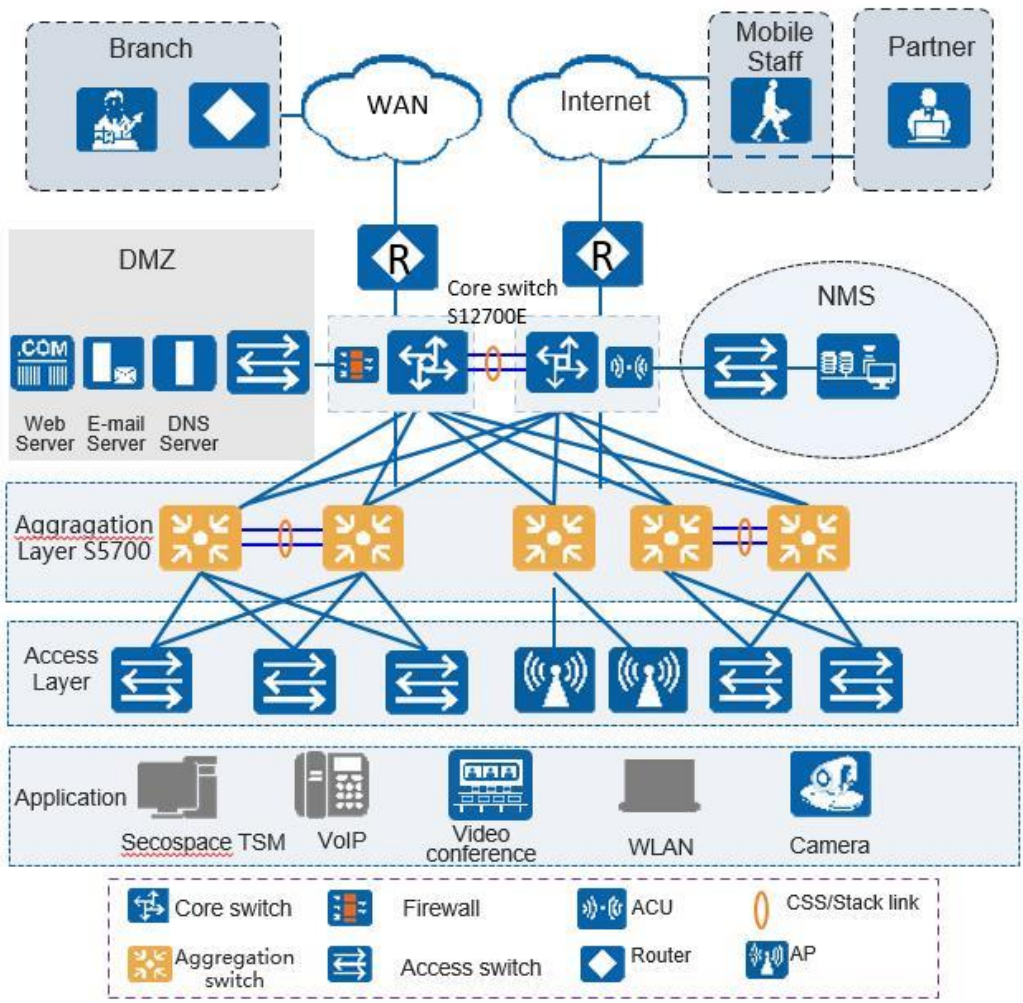 Branch
WAN
Internet
Mobile
Staff
Partner
DMZ
R
R
Core switch
S12700E
NMS
.COM
Web
Server
E-mail
Server
DNS
Server
Aggragation
Layer S5700
Access
Layer
Application
Secospace TSM
VoIP
Video
conference
WLAN
Camera
Core switch
Firewall
ACU
CSS/Stack link
Aggregation
switch
Access switch
Router
AP